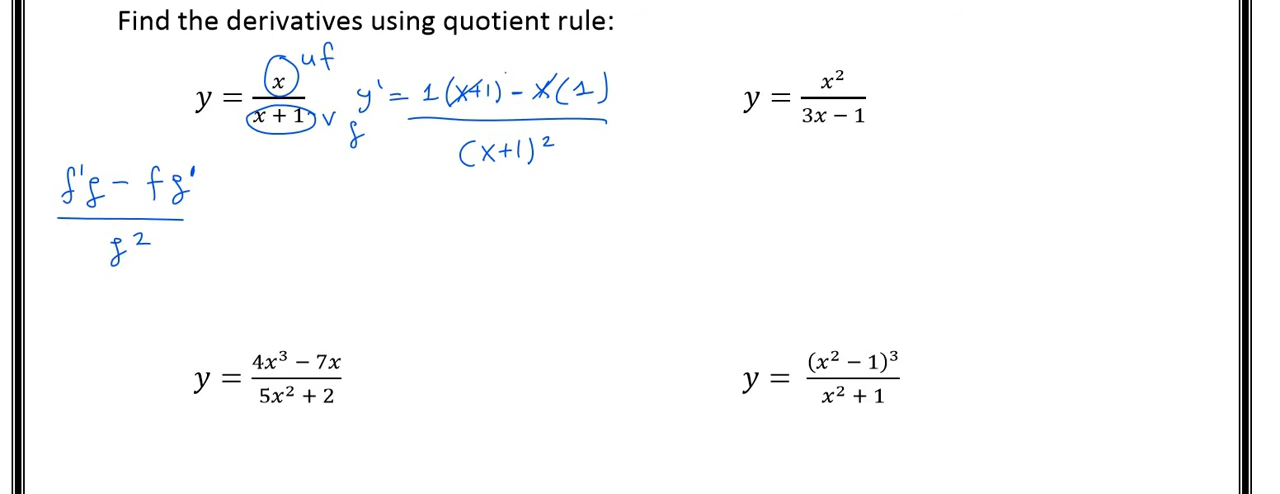 Find the derivatives using quotient rule:
y = x / x + 1
u f
v g
y' = 1(x+1) - x(1) / (x+1)²
f'g - fg' / g²
y = x² / 3x − 1
y = 4x³ − 7x / 5x² + 2
y = (x² − 1)³ / x² + 1